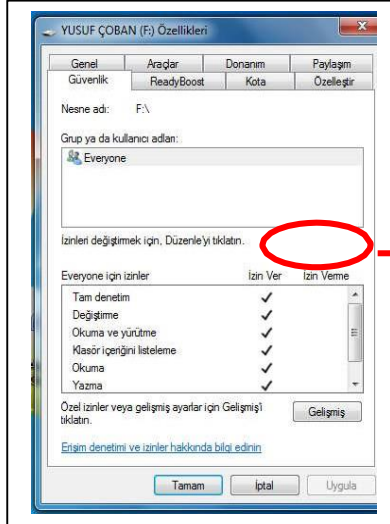 YUSUF ÇOBAN (F:) Özellikleri
Genel Araçlar Donanım Paylaşım
Güvenlik ReadyBoost Kota Özelleştir
Nesne adı: F:\
Grup ya da kullanıcı adları:
Everyone
İzinleri değiştirmek için, Düzenle'yi tıklatın.
Everyone için izinler İzin Ver İzin Verme
Tam denetim
Değiştirme
Okuma ve yürütme
Klasör içeriğini listeleme
Okuma
Yazma
Özel izinler veya gelişmiş ayarlar için Gelişmiş'i tıklatın.
Gelişmiş
Erişim denetimi ve izinler hakkında bilgi edinin
Tamam İptal Uygula